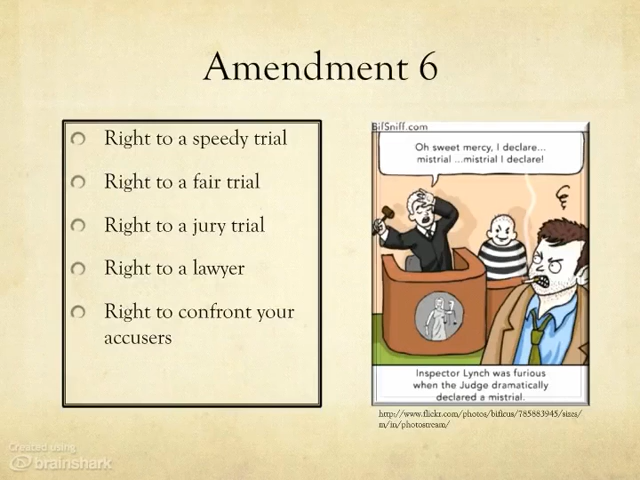 Amendment 6
Right to a speedy trial
Right to a fair trial
Right to a jury trial
Right to a lawyer
Right to confront your
accusers
BifSniff.com
Oh sweet mercy, I declare...
mistrial ...mistrial I declare!
Inspector Lynch was furious
when the Judge dramatically
declared a mistrial.
http://www.flickr.com/photos/bificus/785883945/sizes/
m/in/photostream/
Created using
brainshark